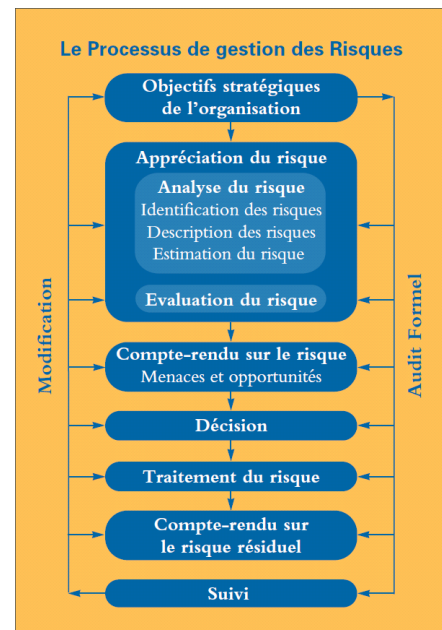 Le Processus de gestion des Risques
Objectifs stratégiques
de l'organisation
Appréciation du risque
Analyse du risque
Identification des risques
Description des risques
Estimation du risque
Evaluation du risque
Compte-rendu sur le risque
Menaces et opportunités
Décision
Traitement du risque
Compte-rendu sur
le risque résiduel
Suivi
Modification
Audit Formel